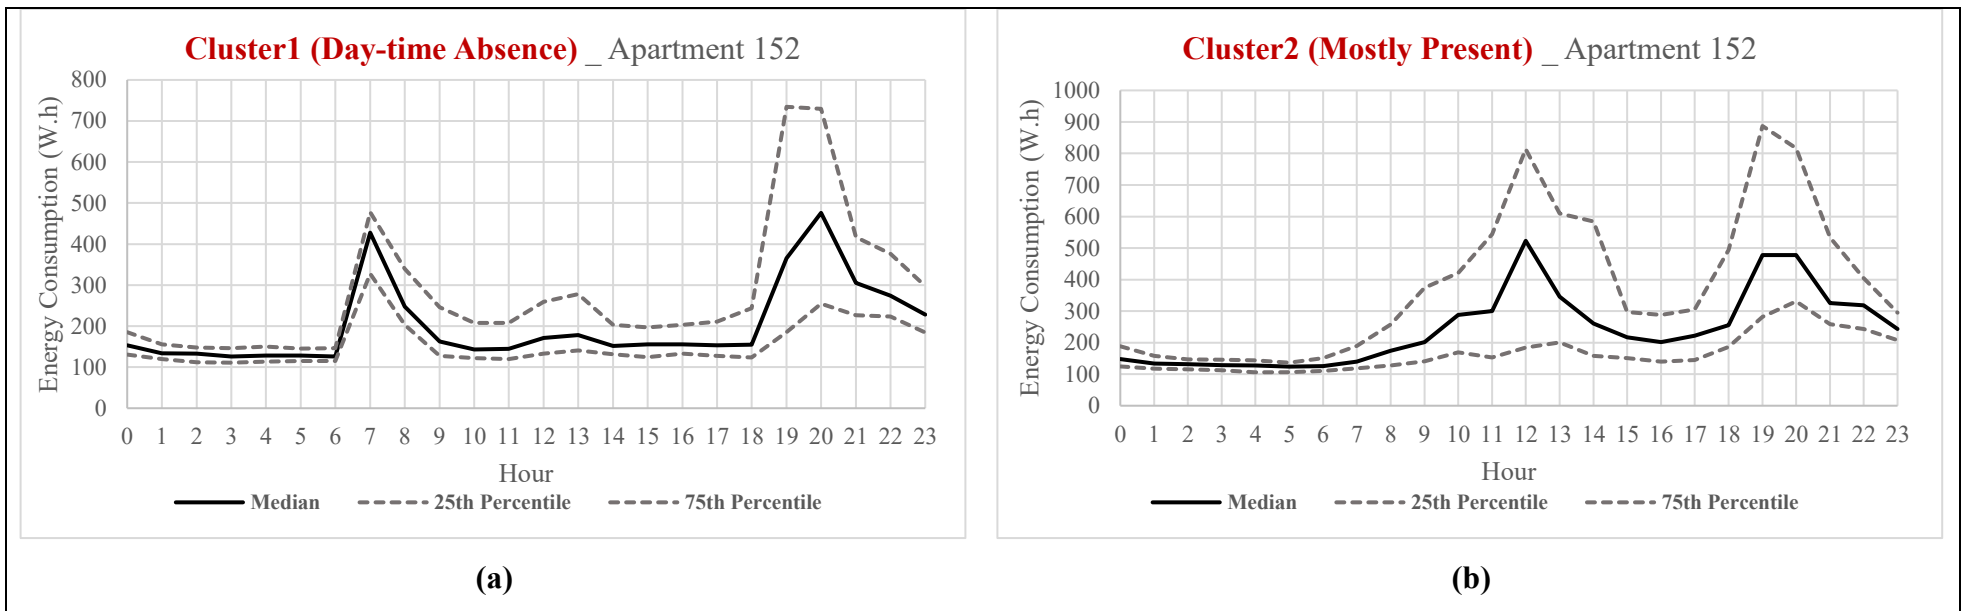 Cluster1 (Day-time Absence) _ Apartment 152
Energy Consumption (W.h)
800
700
600
500
400
300
200
100
0
0 1 2 3 4 5 6 7 8 9 10 11 12 13 14 15 16 17 18 19 20 21 22 23
Hour
Median 25th Percentile 75th Percentile
(a)
Cluster2 (Mostly Present) _ Apartment 152
Energy Consumption (W.h)
1000
900
800
700
600
500
400
300
200
100
0
0 1 2 3 4 5 6 7 8 9 10 11 12 13 14 15 16 17 18 19 20 21 22 23
Hour
Median 25th Percentile 75th Percentile
(b)